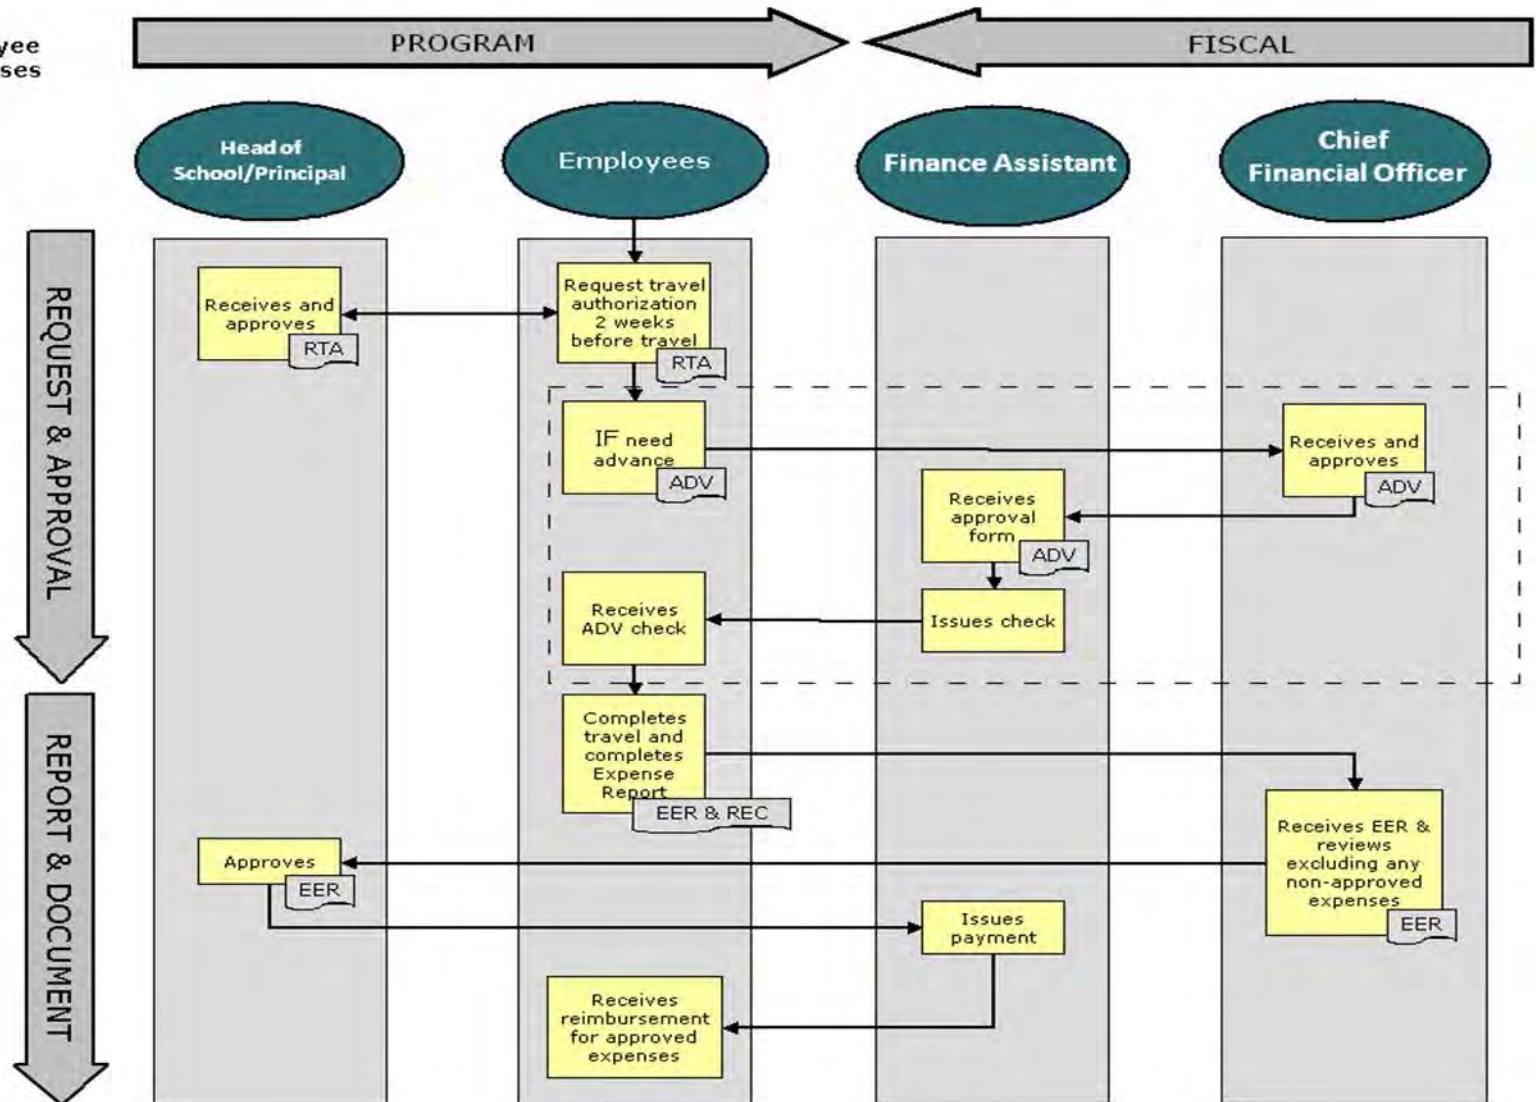 PROGRAM
FISCAL
Head of
School/Principal
Employees
Finance Assistant
Chief
Financial Officer
REQUEST & APPROVAL
Receives and
approves
RTA
Request travel
authorization
2 weeks
before travel
RTA
IF need
advance
ADV
Receives and
approves
ADV
Receives
approval
form
ADV
Receives
ADV check
Issues check
REPORT & DOCUMENT
Completes
travel and
completes
Expense
Report
EER & REC
Receives EER &
reviews
excluding any
non-approved
expenses
EER
Approves
EER
Issues
payment
Receives
reimbursement
for approved
expenses